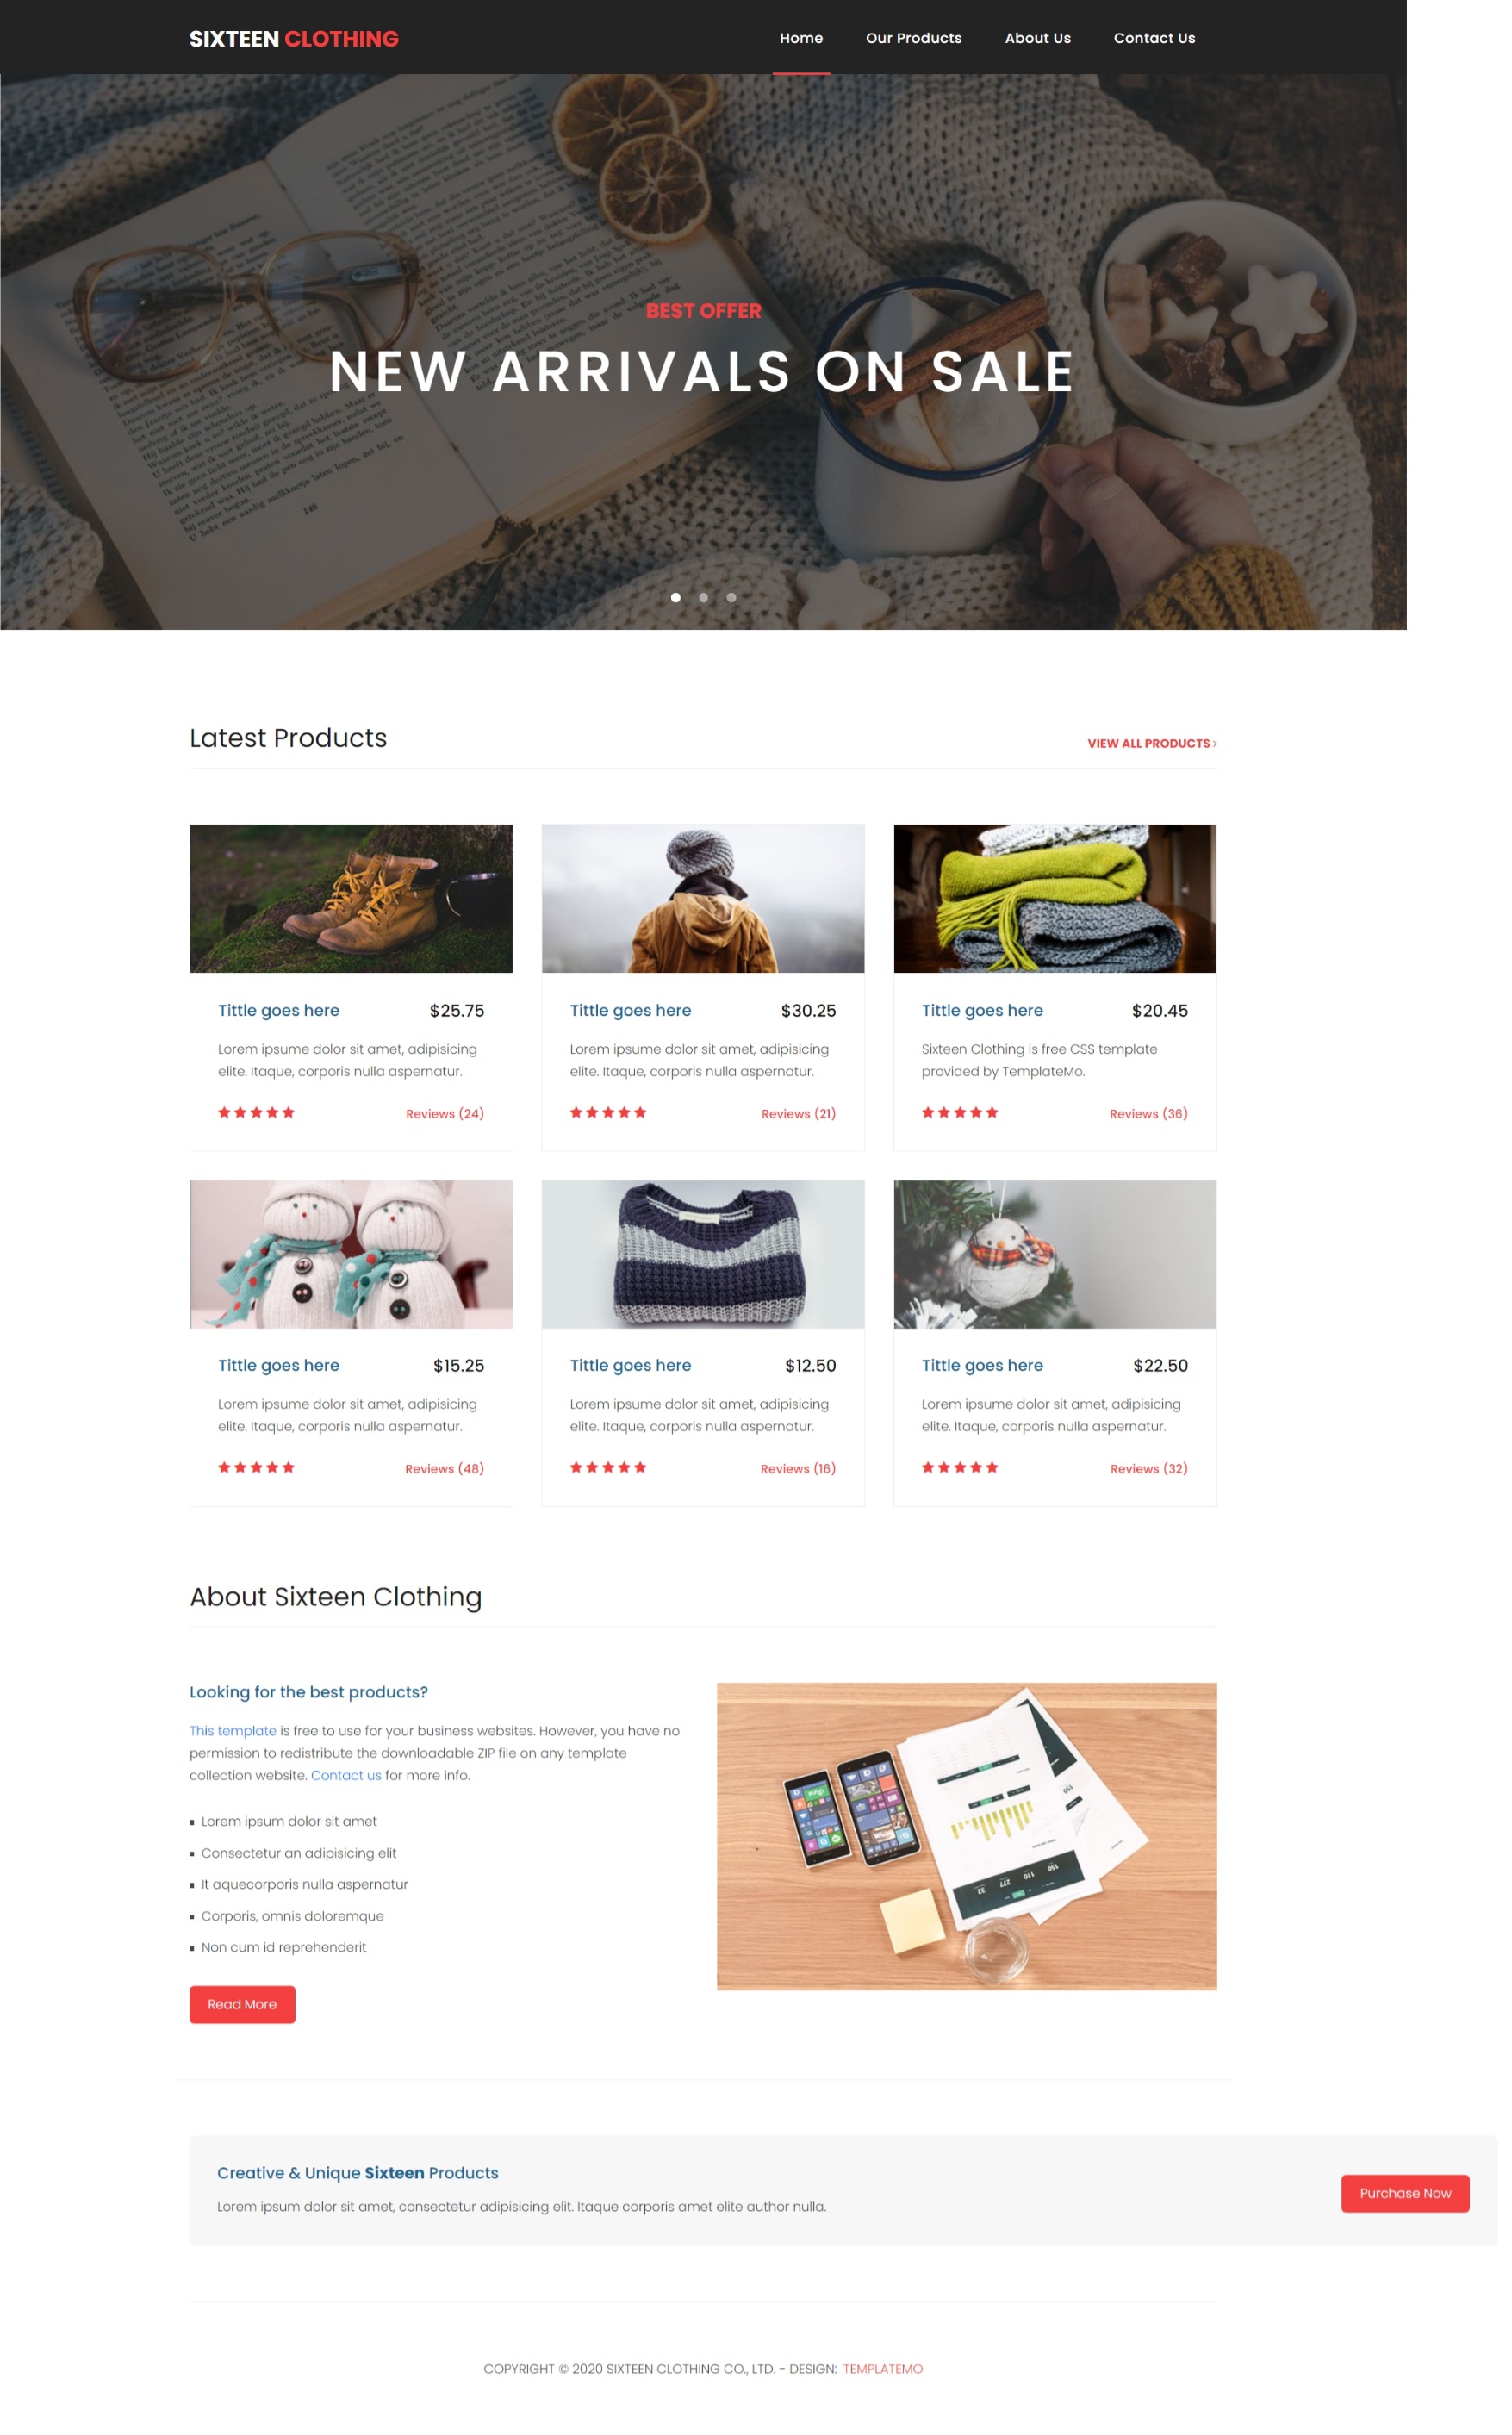 SIXTEEN CLOTHING
Home
Our Products
About Us
Contact Us
BEST OFFER
NEW ARRIVALS ON SALE
146
Latest Products
VIEW ALL PRODUCTS ›
Tittle goes here
$25.75
Lorem ipsume dolor sit amet, adipisicing
elite. Itaque, corporis nulla aspernatur.
Reviews (24)
Tittle goes here
$30.25
Lorem ipsume dolor sit amet, adipisicing
elite. Itaque, corporis nulla aspernatur.
Reviews (21)
Tittle goes here
$20.45
Sixteen Clothing is free CSS template
provided by TemplateMo.
Reviews (36)
Tittle goes here
$15.25
Lorem ipsume dolor sit amet, adipisicing
elite. Itaque, corporis nulla aspernatur.
Reviews (48)
Tittle goes here
$12.50
Lorem ipsume dolor sit amet, adipisicing
elite. Itaque, corporis nulla aspernatur.
Reviews (16)
Tittle goes here
$22.50
Lorem ipsume dolor sit amet, adipisicing
elite. Itaque, corporis nulla aspernatur.
Reviews (32)
About Sixteen Clothing
Looking for the best products?
This template is free to use for your business websites. However, you have no
permission to redistribute the downloadable ZIP file on any template
collection website. Contact us for more info.
▪ Lorem ipsum dolor sit amet
▪ Consectetur an adipisicing elit
▪ It aquecorporis nulla aspernatur
▪ Corporis, omnis doloremque
▪ Non cum id reprehenderit
Read More
Creative & Unique Sixteen Products
Lorem ipsum dolor sit amet, consectetur adipisicing elit. Itaque corporis amet elite author nulla.
Purchase Now
COPYRIGHT © 2020 SIXTEEN CLOTHING CO., LTD. - DESIGN: TEMPLATEMO